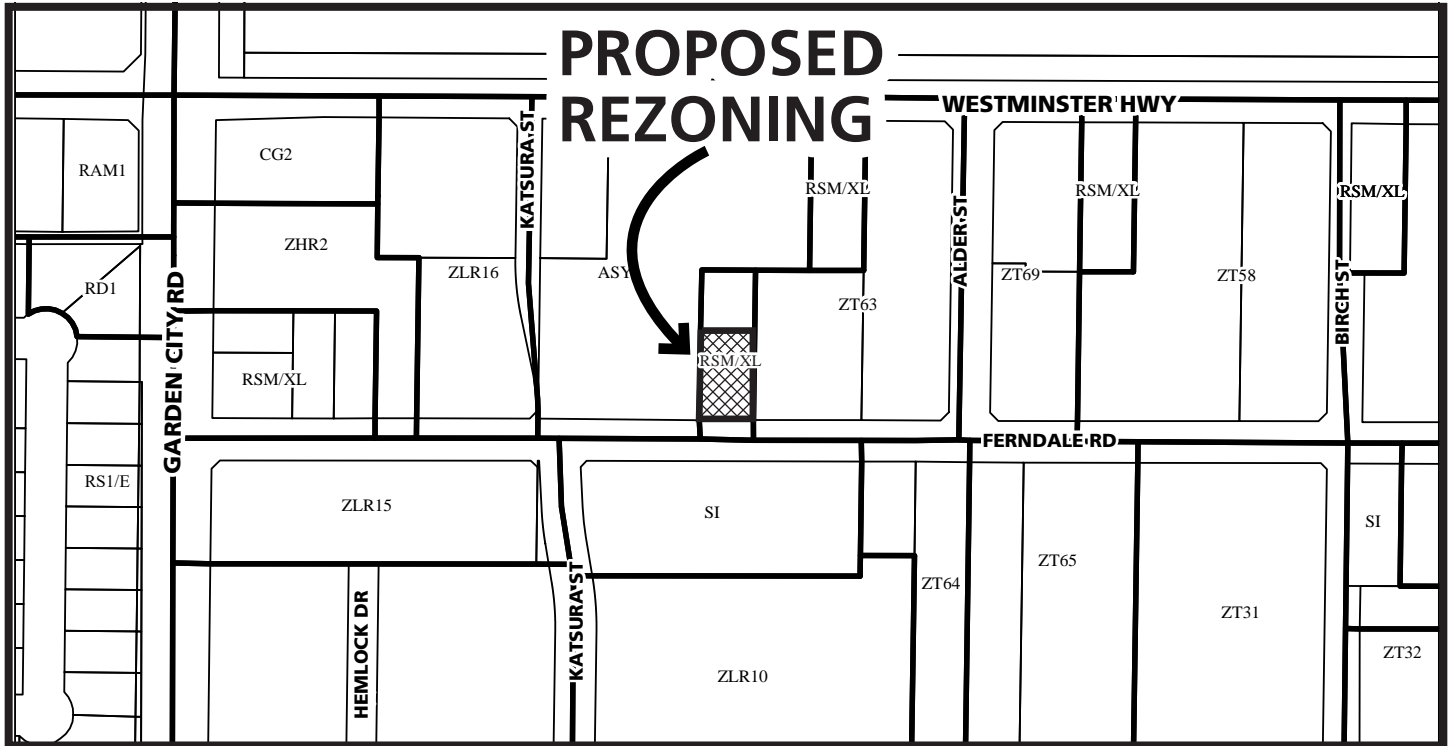 PROPOSED
REZONING
WESTMINSTER HWY
KATSURA ST
CG2
RAM1
RSM/XL
RSM/XL
RSM/XL
ALDER ST
ZHR2
ZLR16
ASY
ZT63
ZT69
ZT58
BIRCH ST
RD1
GARDEN CITY RD
RSM/XL
RSM/XL
FERNDALE RD
RS1/E
ZLR15
SI
SI
ZT64
ZT65
ZT31
KATSURA ST
HEMLOCK DR
ZLR10
ZT32